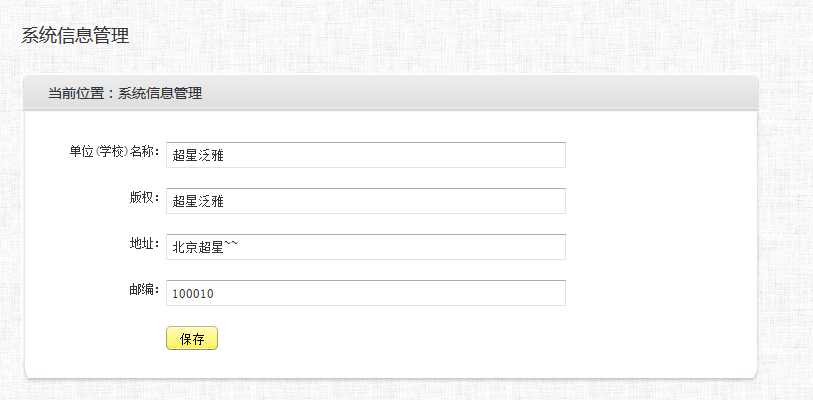 系统信息管理
当前位置：系统信息管理
单位(学校)名称： 超星泛雅
版权： 超星泛雅
地址： 北京超星~~
邮编： 100010
保存